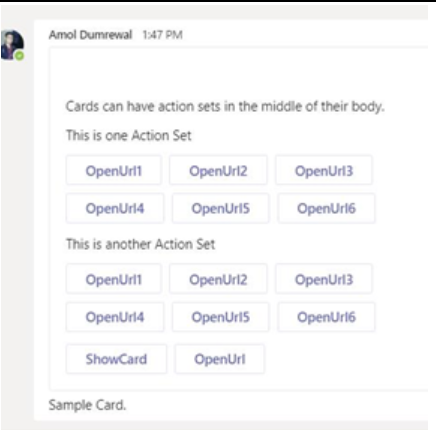 Amol Dumrewal 1:47 PM
Cards can have action sets in the middle of their body.
This is one Action Set
OpenUrl1 OpenUrl2 OpenUrl3
OpenUrl4 OpenUrl5 OpenUrl6
This is another Action Set
OpenUrl1 OpenUrl2 OpenUrl3
OpenUrl4 OpenUrl5 OpenUrl6
ShowCard OpenUrl
Sample Card.